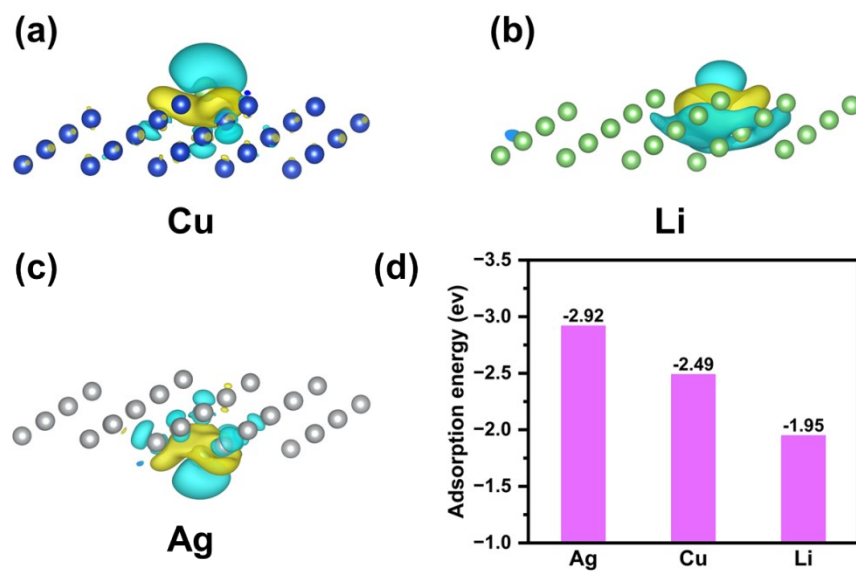 (a)
Cu
(b)
Li
(c)
Ag
(d)
Adsorption energy (ev)
−3.5
−3.0
−2.5
−2.0
−1.5
−1.0
-2.92
-2.49
-1.95
Ag Cu Li